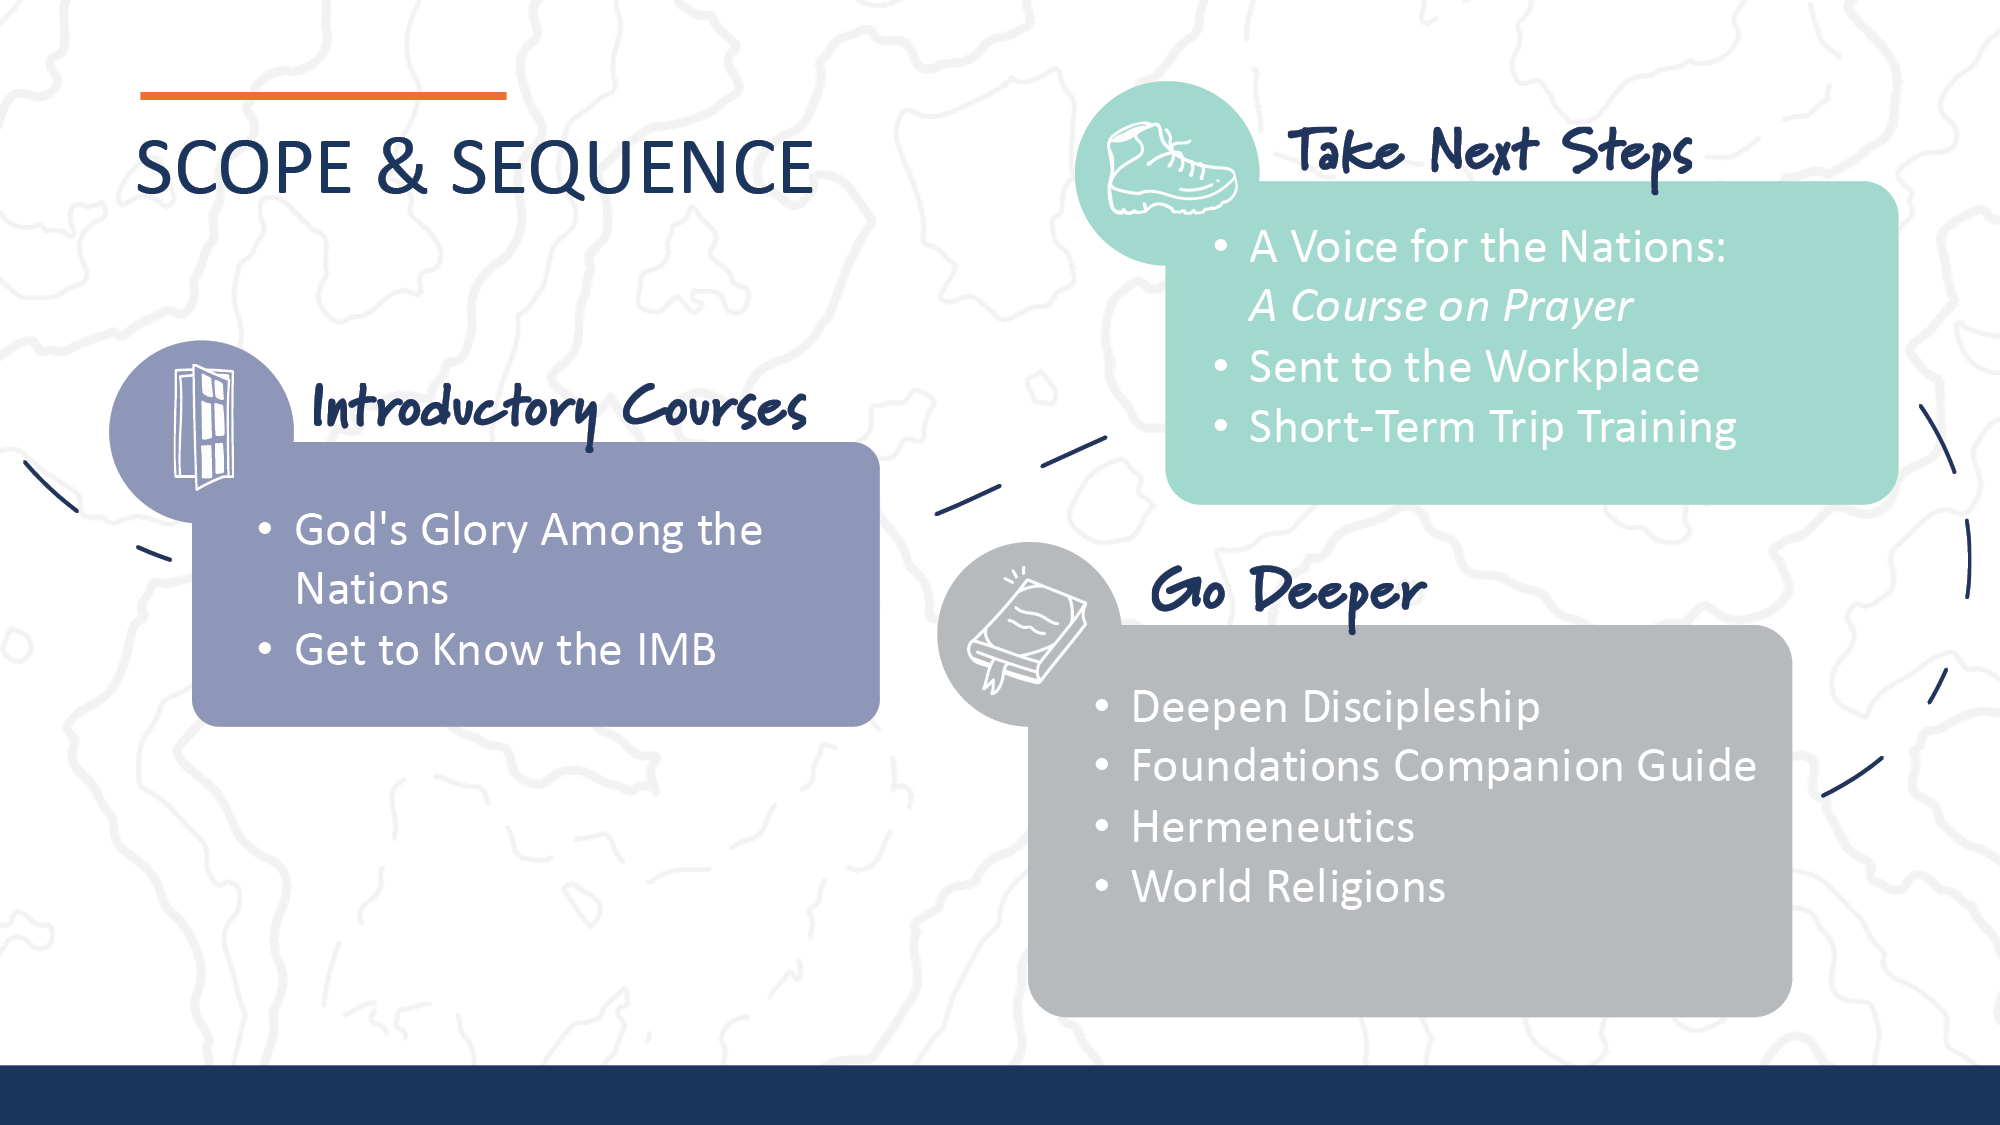 SCOPE & SEQUENCE
Introductory Courses
• God's Glory Among the
Nations
• Get to Know the IMB
Take Next Steps
• A Voice for the Nations:
A Course on Prayer
• Sent to the Workplace
• Short-Term Trip Training
Go Deeper
• Deepen Discipleship
• Foundations Companion Guide
• Hermeneutics
• World Religions